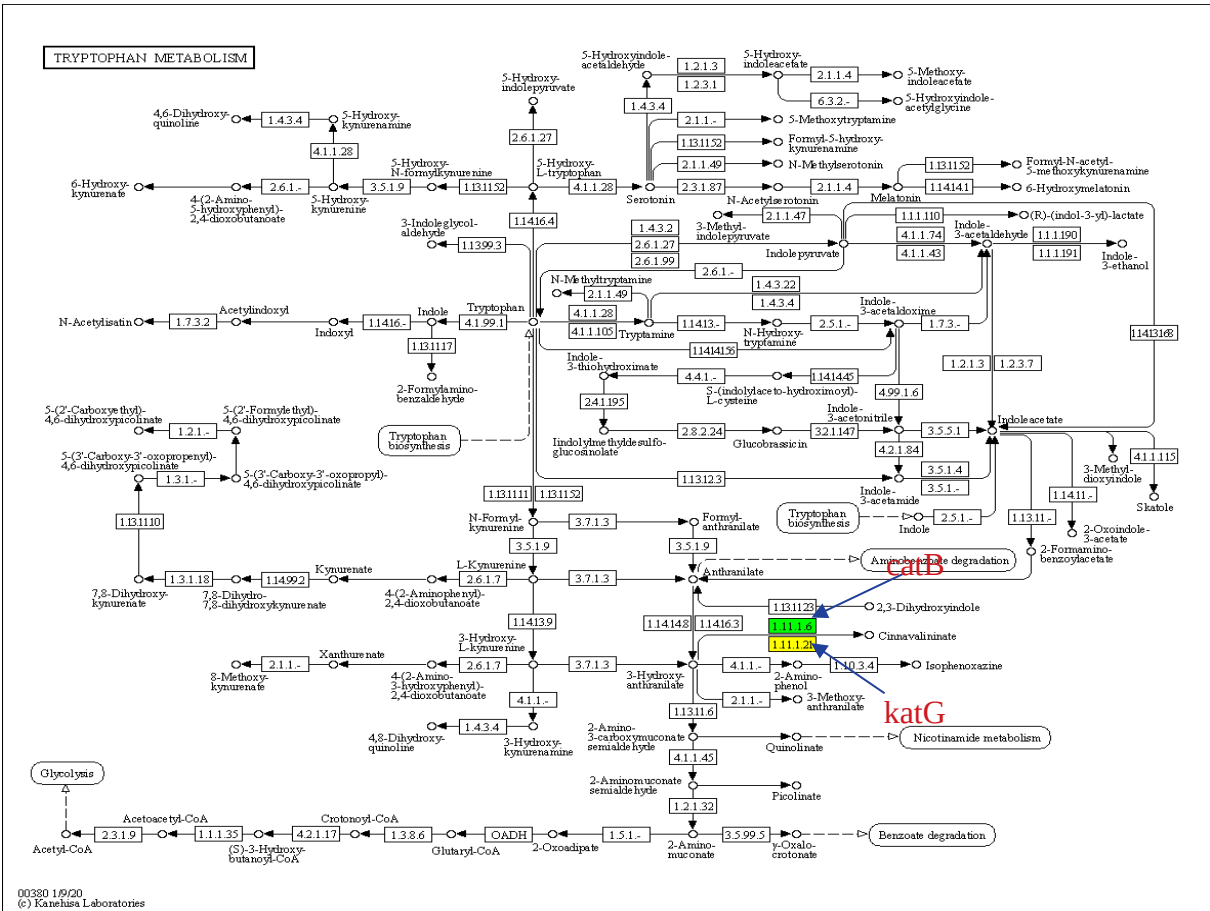 TRYPTOPHAN METABOLISM
5-Hydroxyindole-
acetaldehyde
1.2.1.3
1.2.3.1
5-Hydroxy-
indoleacetate
2.1.1.4
5-Methoxy-
indoleacetate
6.3.2.-
5-Hydroxyindole-
acetylglycine
5-Hydroxy-
indolepyruvate
1.4.3.4
4,6-Dihydroxy-
quinoline
1.4.3.4
5-Hydroxy-
kynurenamine
2.1.1.-
5-Methoxytryptamine
2.6.1.27
1.13.11.52
Formyl-5-hydroxy-
kynurenamine
4.1.1.28
2.1.1.49
N-Methylserotonin
5-Hydroxy-
N-formylkynurenine
5-Hydroxy-
L-tryptophan
1.13.11.52
Formyl-N-acetyl-
5-methoxykynurenamine
6-Hydroxy-
kynurenate
2.6.1.-
3.5.1.9
1.13.11.52
4.1.1.28
2.3.1.87
2.1.1.4
1.14.14.1
6-Hydroxymelatonin
4-(2-Amino-
5-hydroxyphenyl)-
2,4-dioxobutanoate
5-Hydroxy-
kynurenine
Serotonin
N-Acetylserotonin
Melatonin
3-Indoleglycol-
aldehyde
1.14.16.4
2.1.1.47
3-Methyl-
indolepyruvate
1.1.1.110
(R)-(indol-3-yl)-lactate
1.13.99.3
1.4.3.2
2.6.1.27
2.6.1.99
Indolepyruvate
4.1.1.74
4.1.1.43
Indole-
3-acetaldehyde
1.1.1.190
1.1.1.191
Indole-
3-ethanol
2.6.1.-
N-Methyltryptamine
2.1.1.49
1.4.3.22
1.4.3.4
N-Acetylisatin
1.7.3.2
Acetylindoxyl
Indoxyl
1.14.16.-
Indole
4.1.99.1
Tryptophan
4.1.1.28
4.1.1.105
Tryptamine
1.14.13.-
N-Hydroxy-
tryptamine
2.5.1.-
Indole-
3-acetaldoxime
1.7.3.-
1.14.13.168
1.13.11.17
1.14.14.156
2-Formylamino-
benzaldehyde
Indole-
3-thiohydroximate
4.4.1.-
1.14.14.45
1.2.1.3
1.2.3.7
S-(indolylaceto-hydroximoyl)-
L-cysteine
4.99.1.6
2.4.1.195
5-(2'-Carboxyethyl)-
4,6-dihydroxypicolinate
1.2.1.-
5-(2'-Formylethyl)-
4,6-dihydroxypicolinate
Tryptophan
biosynthesis
Indolylmethyldesulfo-
glucosinolate
2.8.2.24
Glucobrassicin
3.2.1.147
Indole-
3-acetonitrile
3.5.5.1
Indoleacetate
4.2.1.84
5-(3'-Carboxy-3'-oxopropenyl)-
4,6-dihydroxypicolinate
1.3.1.-
5-(3'-Carboxy-3'-oxopropyl)-
4,6-dihydroxypicolinate
1.13.12.3
Indole-
3-acetamide
3.5.1.4
3.5.1.-
3-Methyl-
dioxyindole
4.1.1.115
Skatole
1.13.11.11
1.13.11.52
1.14.11.-
1.13.11.10
Tryptophan
biosynthesis
Indole
2.5.1.-
1.13.11.-
2-Oxoindole-
3-acetate
N-Formyl-
kynurenine
3.7.1.3
Formyl-
anthranilate
3.5.1.9
3.5.1.9
2-Formamino-
benzoylacetate
Aminobenzoate degradation
catB
1.3.1.18
1.14.99.2
Kynurenate
2.6.1.7
L-Kynurenine
3.7.1.3
Anthranilate
7,8-Dihydroxy-
kynurenate
7,8-Dihydro-
7,8-dihydroxykynurenate
4-(2-Aminophenyl)-
2,4-dioxobutanoate
1.13.11.23
2,3-Dihydroxyindole
1.14.13.9
1.14.14.8
1.14.16.3
1.11.1.6
Cinnavalininate
1.11.1.21
2.1.1.-
Xanthurenate
2.6.1.7
3-Hydroxy-
L-kynurenine
3.7.1.3
3-Hydroxy-
anthranilate
4.1.1.-
2-Amino-
phenol
1.10.3.4
Isophenoxazine
8-Methoxy-
kynurenate
4-(2-Amino-
3-hydroxyphenyl)-
2,4-dioxobutanoate
4.1.1.-
2.1.1.-
3-Methoxy-
anthranilate
katG
1.13.11.6
4,8-Dihydroxy-
quinoline
1.4.3.4
3-Hydroxy-
kynurenamine
2-Amino-
3-carboxymuconate
semialdehyde
Quinolinate
Nicotinamide metabolism
4.1.1.45
Glycolysis
2-Aminomuconate
semialdehyde
Picolinate
1.2.1.32
Acetyl-CoA
2.3.1.9
Acetoacetyl-CoA
1.1.1.35
(S)-3-Hydroxy-
butanoyl-CoA
4.2.1.17
Crotonoyl-CoA
1.3.8.6
Glutaryl-CoA
OADH
2-Oxoadipate
1.5.1.-
2-Amino-
muconate
3.5.99.5
γ-Oxalo-
crotonate
Benzoate degradation
00380 1/9/20
(c) Kanehisa Laboratories